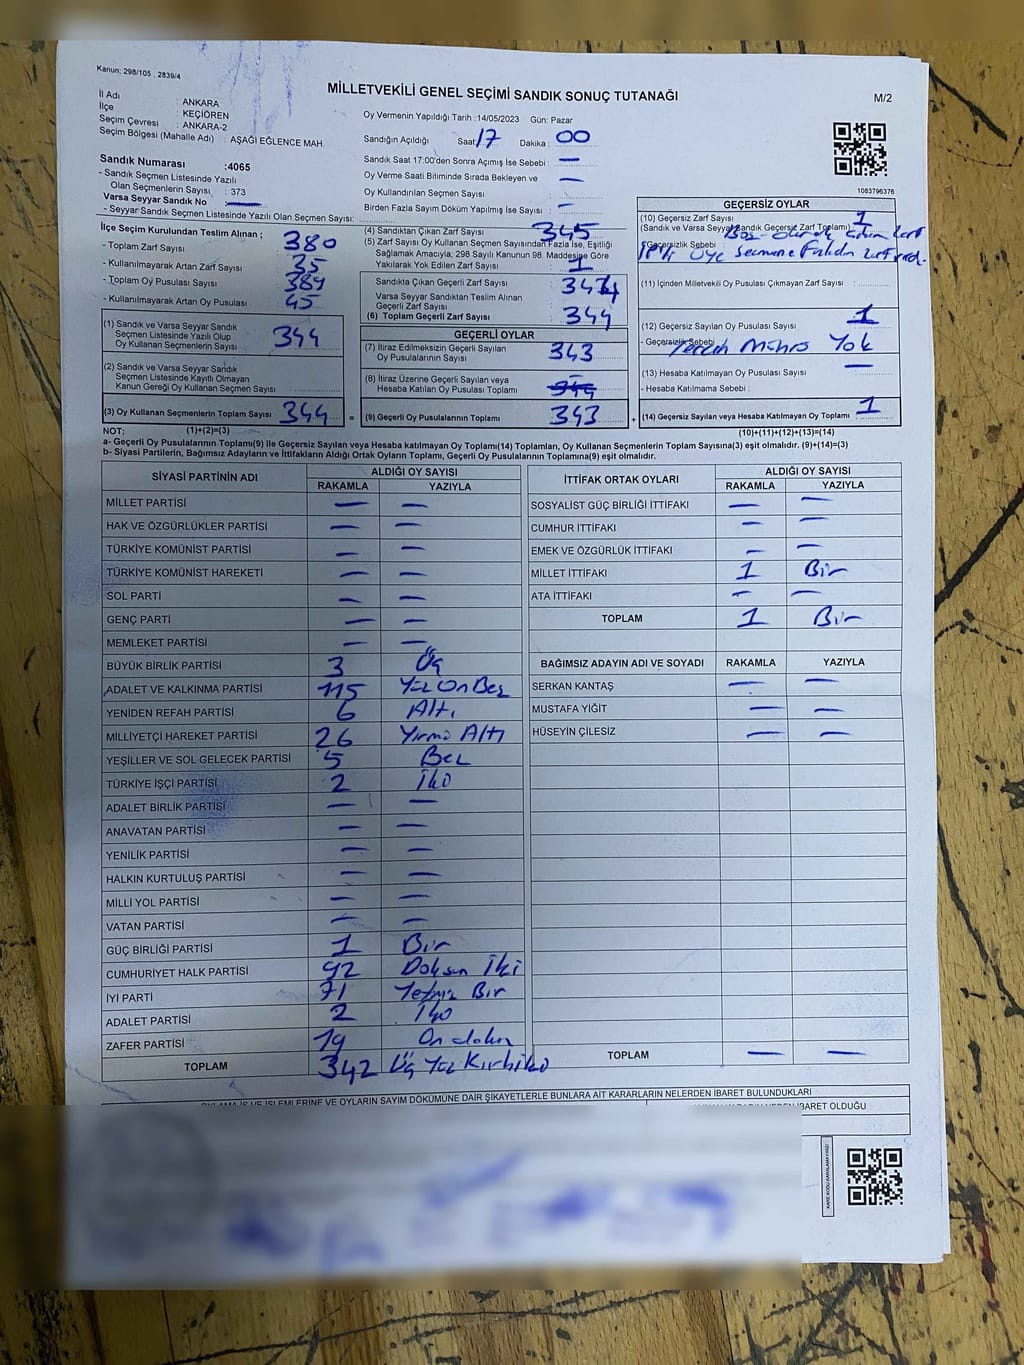 Kanun: 298/105 , 2839/4
MİLLETVEKİLİ GENEL SEÇİMİ SANDIK SONUÇ TUTANAĞI
M/2
İl Adı : ANKARA
İlçe : KEÇİÖREN
Seçim Çevresi : ANKARA-2
Seçim Bölgesi (Mahalle Adı) : AŞAĞI EĞLENCE MAH.
Oy Vermenin Yapıldığı Tarih :14/05/2023 Gün: Pazar
Sandığın Açıldığı Saat: 17 Dakika : 00
Sandık Saat 17:00'den Sonra Açılmış İse Sebebi : —
Oy Verme Saati Bitiminde Sırada Bekleyen ve —
Oy Kullandırılan Seçmen Sayısı
Birden Fazla Sayım Döküm Yapılmış İse Sayısı : —
1083796376
Sandık Numarası :4065
- Sandık Seçmen Listesinde Yazılı
Olan Seçmenlerin Sayısı : 373
Varsa Seyyar Sandık No —
- Seyyar Sandık Seçmen Listesinde Yazılı Olan Seçmen Sayısı:
İlçe Seçim Kurulundan Teslim Alınan ;
- Toplam Zarf Sayısı : 380
- Kullanılmayarak Artan Zarf Sayısı : 35
- Toplam Oy Pusulası Sayısı : 389
- Kullanılmayarak Artan Oy Pusulası : 45
(1) Sandık ve Varsa Seyyar Sandık
Seçmen Listesinde Yazılı Olup
Oy Kullanan Seçmenlerin Sayısı 344
(2) Sandık ve Varsa Seyyar Sandık
Seçmen Listesinde Kayıtlı Olmayan
Kanun Gereği Oy Kullanan Seçmen Sayısı
(3) Oy Kullanan Seçmenlerin Toplam Sayısı 344 =
(4) Sandıktan Çıkan Zarf Sayısı : 345
(5) Zarf Sayısı Oy Kullanan Seçmen Sayısından Fazla İse, Eşitliği
Sağlamak Amacıyla, 298 Sayılı Kanunun 98. Maddesine Göre
Yakılarak Yok Edilen Zarf Sayısı : 1
Sandıkta Çıkan Geçerli Zarf Sayısı : 344
Varsa Seyyar Sandıktan Teslim Alınan
Geçerli Zarf Sayısı
(6) Toplam Geçerli Zarf Sayısı : 344
GEÇERLİ OYLAR
(7) İtiraz Edilmeksizin Geçerli Sayılan
Oy Pusulalarının Sayısı : 343
(8) İtiraz Üzerine Geçerli Sayılan veya
Hesaba Katılan Oy Pusulası Toplamı : —
(9) Geçerli Oy Pusulalarının Toplamı : 343 +
GEÇERSİZ OYLAR
(10) Geçersiz Zarf Sayısı 1
(Sandık ve Varsa Seyyar Sandık Geçersiz Zarf Toplamı)
- Geçersizlik Sebebi :
(11) İçinden Milletvekili Oy Pusulası Çıkmayan Zarf Sayısı :
(12) Geçersiz Sayılan Oy Pusulası Sayısı : 1
- Geçersizlik Sebebi Tercih Mührü Yok
(13) Hesaba Katılmayan Oy Pusulası Sayısı : —
- Hesaba Katılmama Sebebi :
(14) Geçersiz Sayılan veya Hesaba Katılmayan Oy Toplamı : 1
NOT: (1)+(2)=(3) (10)+(11)+(12)+(13)=(14)
a- Geçerli Oy Pusulalarının Toplamı(9) ile Geçersiz Sayılan veya Hesaba katılmayan Oy Toplamı(14) Toplamları, Oy Kullanan Seçmenlerin Toplam Sayısına(3) eşit olmalıdır. (9)+(14)=(3)
b- Siyasi Partilerin, Bağımsız Adayların ve İttifakların Aldığı Ortak Oyların Toplamı, Geçerli Oy Pusulalarının Toplamına(9) eşit olmalıdır.
SİYASİ PARTİNİN ADI ALDIĞI OY SAYISI
RAKAMLA YAZIYLA
MİLLET PARTİSİ — —
HAK VE ÖZGÜRLÜKLER PARTİSİ — —
TÜRKİYE KOMÜNİST PARTİSİ — —
TÜRKİYE KOMÜNİST HAREKETİ — —
SOL PARTİ — —
GENÇ PARTİ — —
MEMLEKET PARTİSİ — —
BÜYÜK BİRLİK PARTİSİ 3 Üç
ADALET VE KALKINMA PARTİSİ 115 Yüz On Beş
YENİDEN REFAH PARTİSİ 6 Altı
MİLLİYETÇİ HAREKET PARTİSİ 26 Yirmi Altı
YEŞİLLER VE SOL GELECEK PARTİSİ 5 Beş
TÜRKİYE İŞÇİ PARTİSİ 2 İki
ADALET BİRLİK PARTİSİ — —
ANAVATAN PARTİSİ — —
YENİLİK PARTİSİ — —
HALKIN KURTULUŞ PARTİSİ — —
MİLLİ YOL PARTİSİ — —
VATAN PARTİSİ — —
GÜÇ BİRLİĞİ PARTİSİ 1 Bir
CUMHURİYET HALK PARTİSİ 92 Doksan İki
İYİ PARTİ 71 Yetmiş Bir
ADALET PARTİSİ 2 İki
ZAFER PARTİSİ 19 On dokuz
TOPLAM 342 Üç Yüz Kırk iki
İTTİFAK ORTAK OYLARI ALDIĞI OY SAYISI
RAKAMLA YAZIYLA
SOSYALİST GÜÇ BİRLİĞİ İTTİFAKI — —
CUMHUR İTTİFAKI — —
EMEK VE ÖZGÜRLÜK İTTİFAKI — —
MİLLET İTTİFAKI 1 Bir
ATA İTTİFAKI — —
TOPLAM 1 Bir
BAĞIMSIZ ADAYIN ADI VE SOYADI RAKAMLA YAZIYLA
SERKAN KANTAŞ — —
MUSTAFA YİĞİT — —
HÜSEYİN ÇİLESİZ — —
TOPLAM — —
OYLAMA İŞ VE İŞLEMLERİNE VE OYLARIN SAYIM DÖKÜMÜNE DAİR ŞİKAYETLERLE BUNLARA AİT KARARLARIN NELERDEN İBARET BULUNDUKLARI
İBARET OLDUĞU